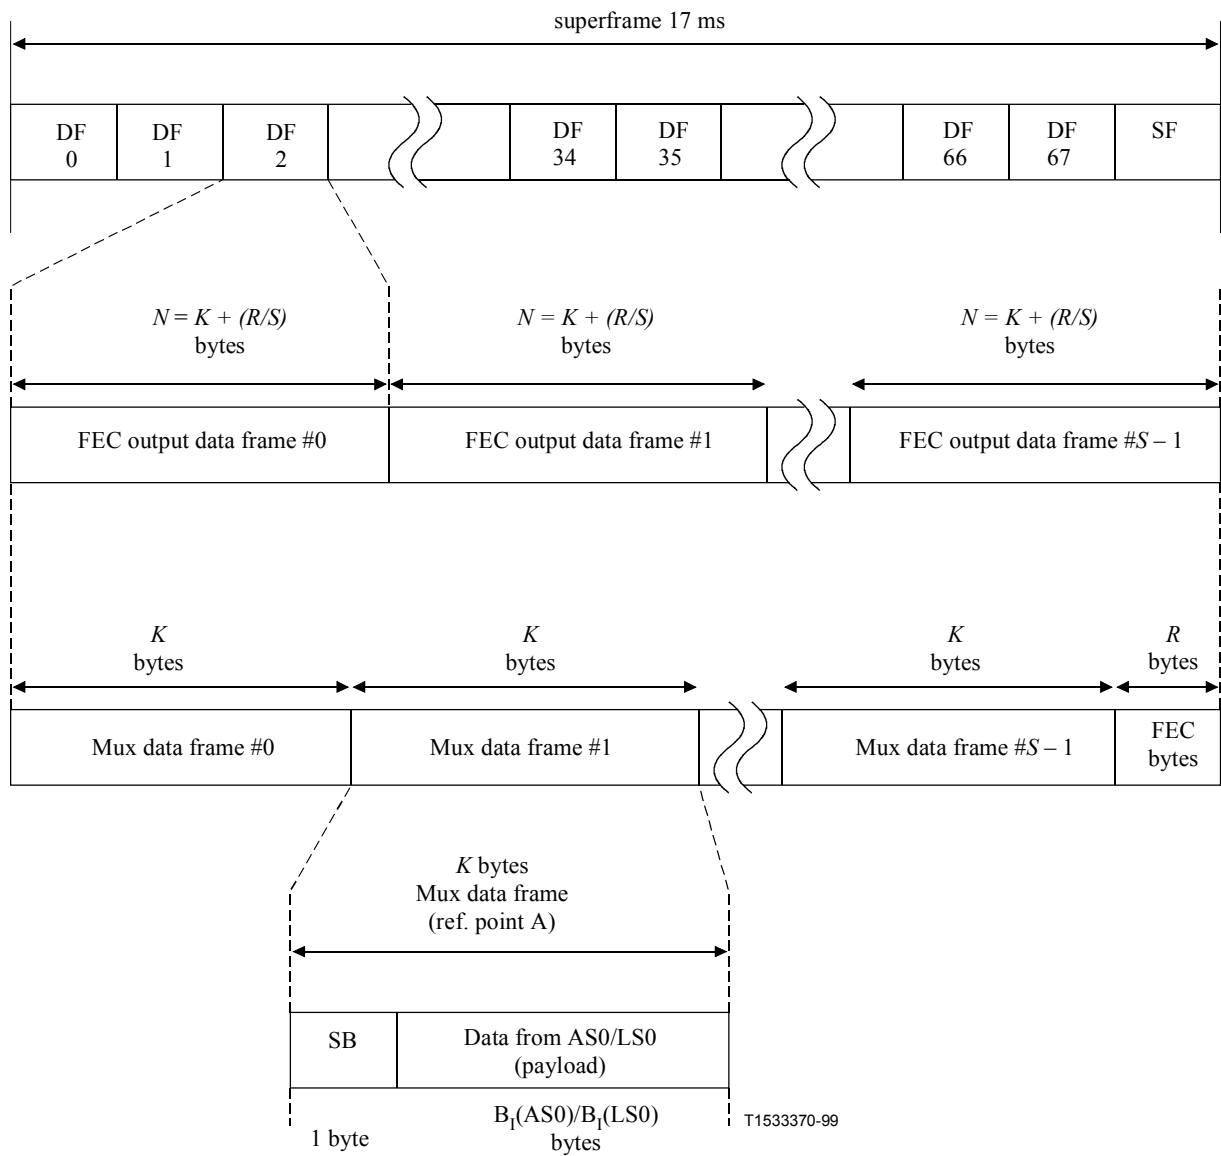 superframe 17 ms
DF
0
DF
1
DF
2
DF
34
DF
35
DF
66
DF
67
SF
N = K + (R/S)
bytes
N = K + (R/S)
bytes
N = K + (R/S)
bytes
FEC output data frame #0
FEC output data frame #1
FEC output data frame #S – 1
K
bytes
K
bytes
K
bytes
R
bytes
Mux data frame #0
Mux data frame #1
Mux data frame #S – 1
FEC
bytes
K bytes
Mux data frame
(ref. point A)
SB
Data from AS0/LS0
(payload)
1 byte
B_I(AS0)/B_I(LS0)
bytes
T1533370-99